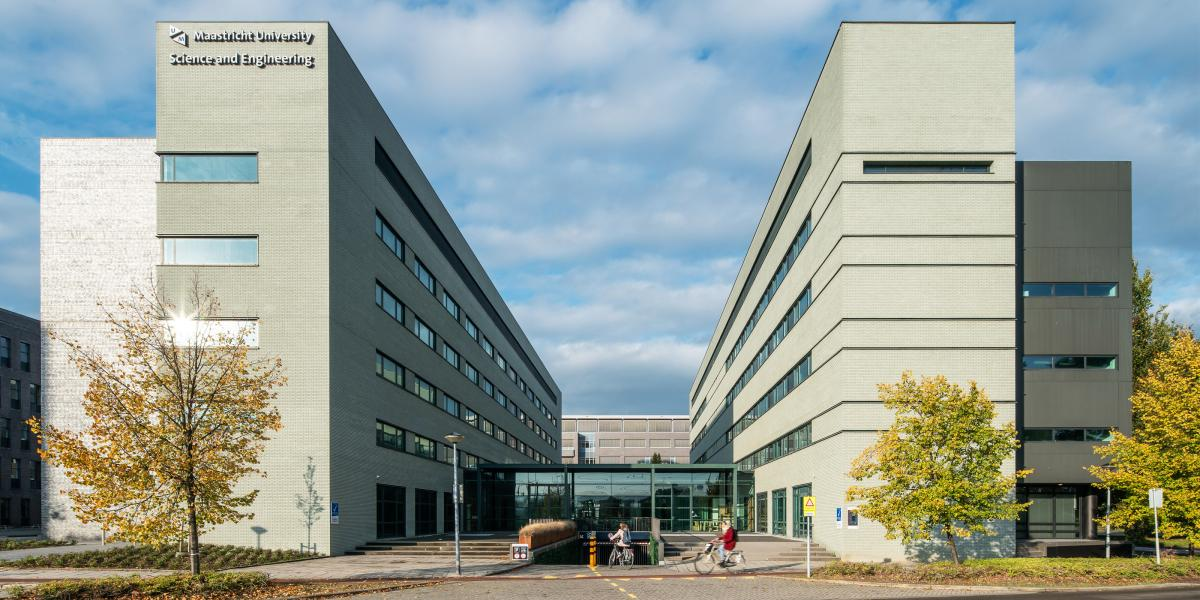 Maastricht University
Science and Engineering